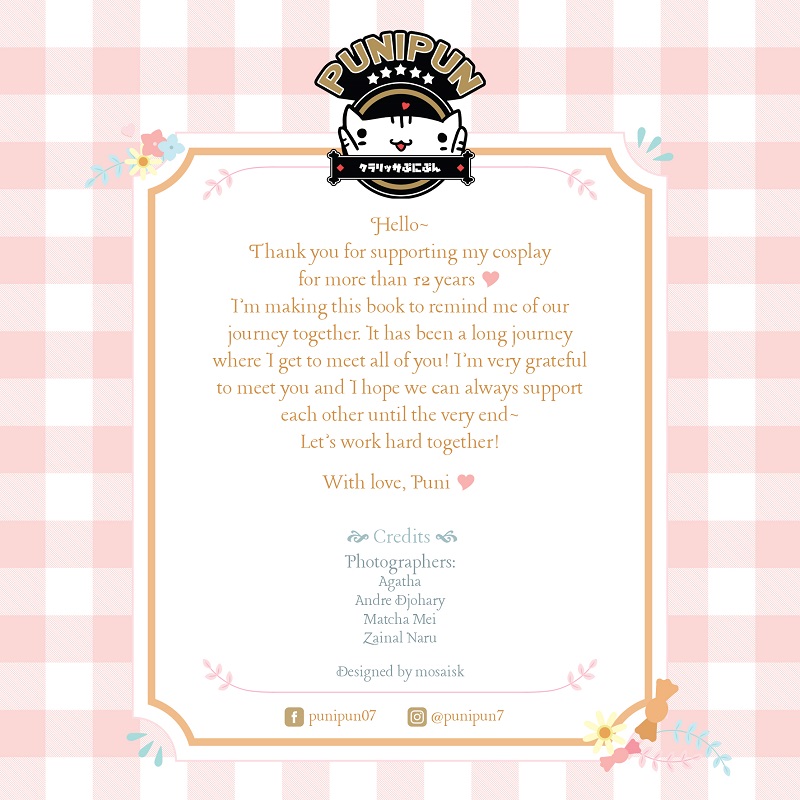 PUNIPUN
クラリッサぷにぷん
Hello~
Thank you for supporting my cosplay
for more than 12 years
I'm making this book to remind me of our
journey together. It has been a long journey
where I get to meet all of you! I'm very grateful
to meet you and I hope we can always support
each other until the very end~
Let's work hard together!
With love, Puni
Credits
Photographers:
Agatha
Andre Djohary
Matcha Mei
Zainal Naru
Designed by mosaisk
punipun07 @punipun7